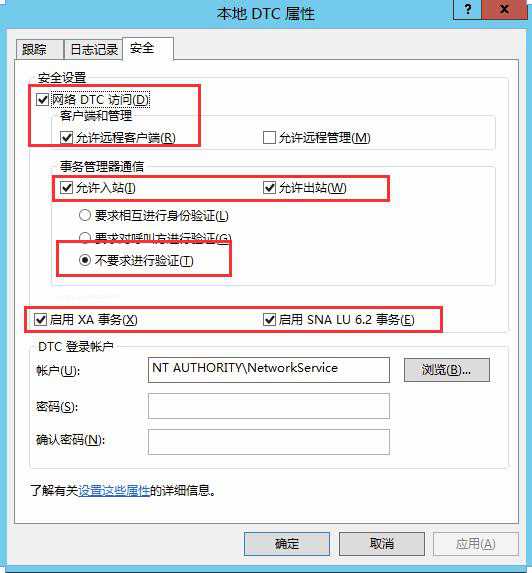 本地 DTC 属性
? X
跟踪 日志记录 安全
安全设置
网络 DTC 访问(D)
客户端和管理
允许远程客户端(R) 允许远程管理(M)
事务管理器通信
允许入站(I) 允许出站(W)
要求相互进行身份验证(L)
要求对呼叫方进行验证(G)
不要求进行验证(T)
启用 XA 事务(X) 启用 SNA LU 6.2 事务(E)
DTC 登录帐户
帐户(U): NT AUTHORITY\NetworkService 浏览(B)...
密码(S):
确认密码(N):
了解有关设置这些属性的详细信息。
确定 取消 应用(A)